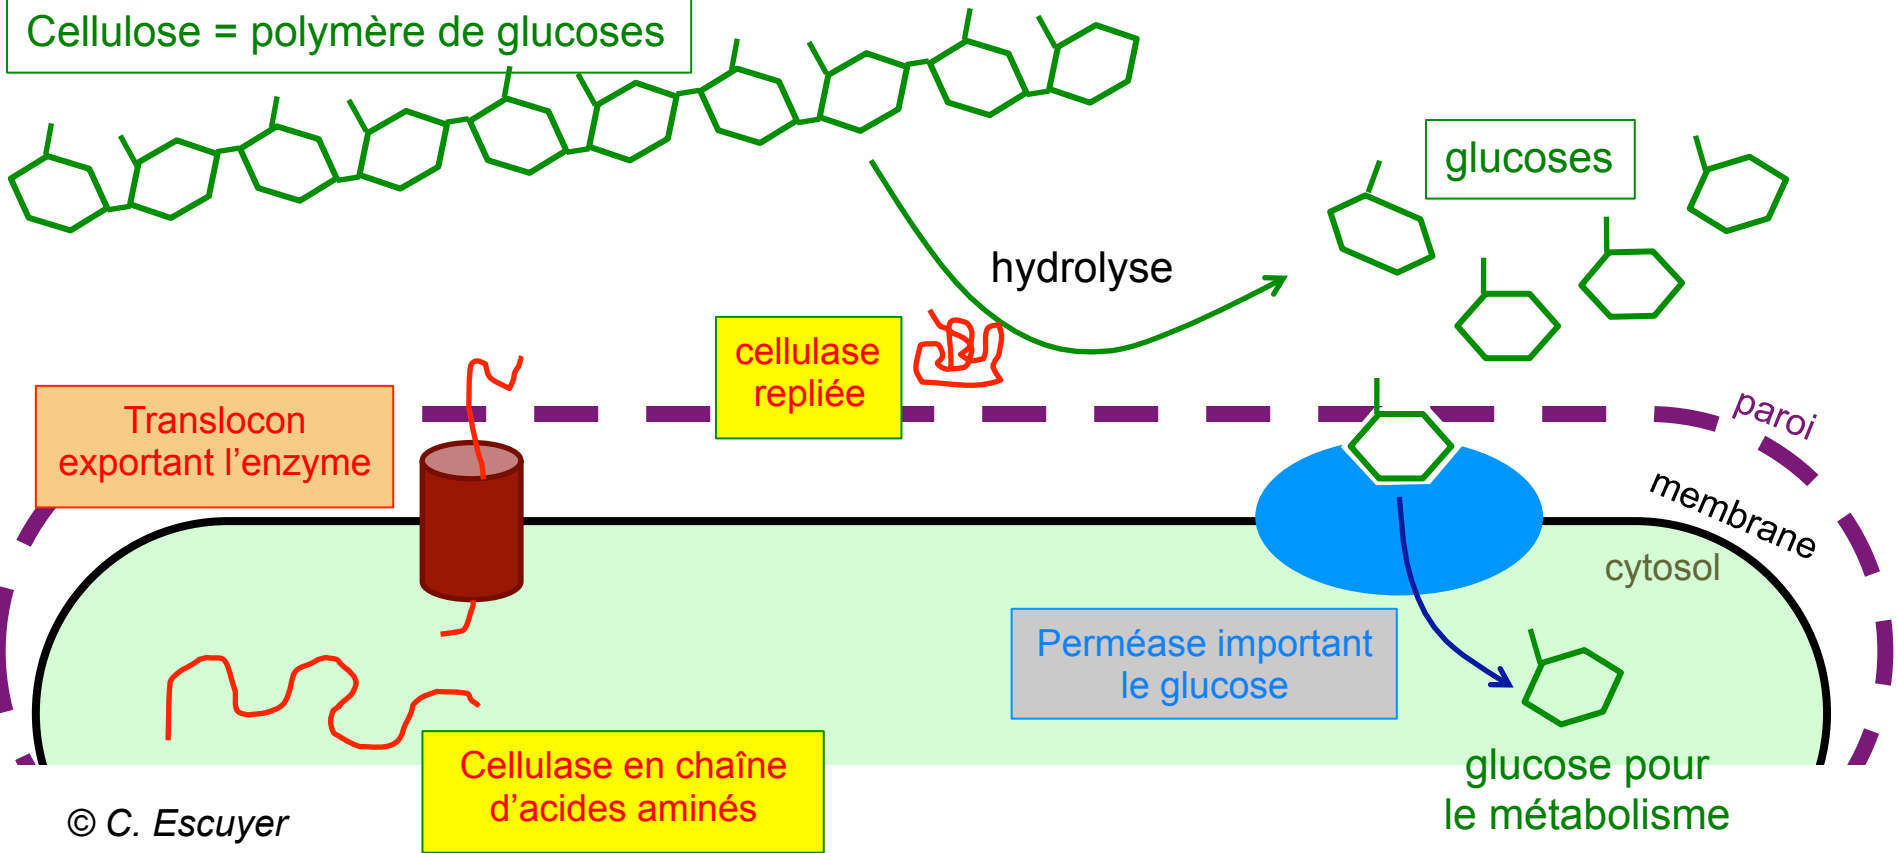 Cellulose = polymère de glucoses
glucoses
hydrolyse
cellulase
repliée
Translocon
exportant l’enzyme
paroi
membrane
cytosol
Perméase important
le glucose
Cellulase en chaîne
d’acides aminés
glucose pour
le métabolisme
© C. Escuyer